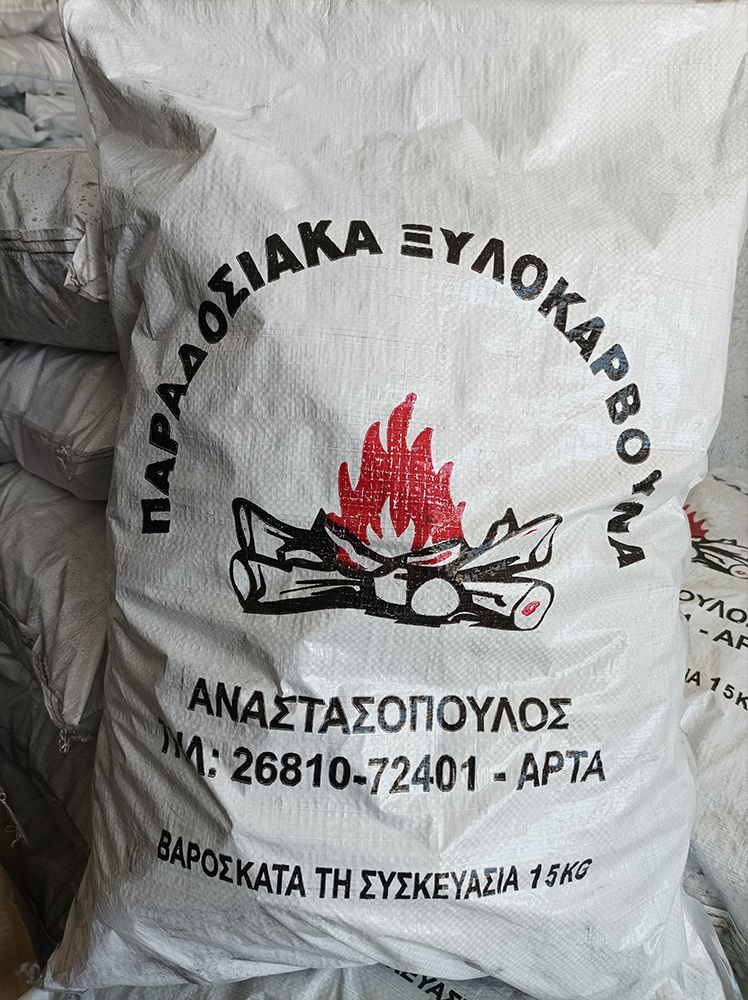 ΠΑΡΑΔΟΣΙΑΚΑ ΞΥΛΟΚΑΡΒΟΥΝΑ
ΑΝΑΣΤΑΣΟΠΟΥΛΟΣ
ΤΗΛ: 26810-72401 - ΑΡΤΑ
ΒΑΡΟΣ ΚΑΤΑ ΤΗ ΣΥΣΚΕΥΑΣΙΑ 15KG